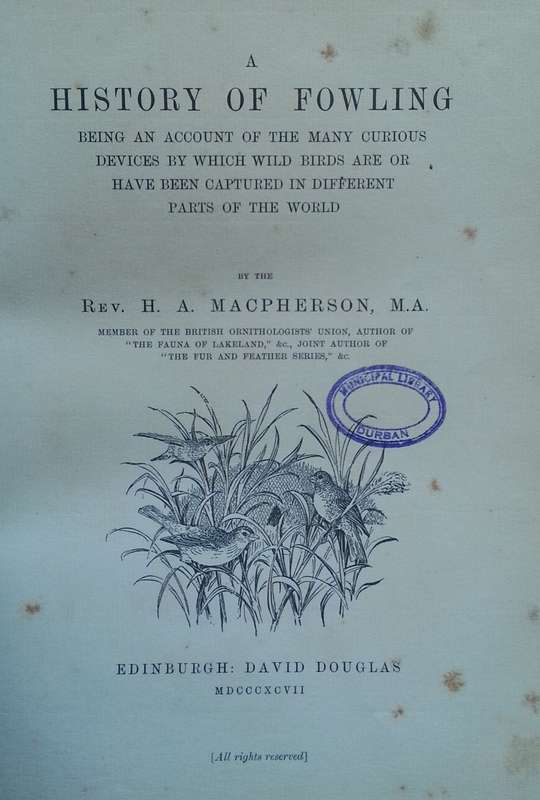 A
HISTORY OF FOWLING
BEING AN ACCOUNT OF THE MANY CURIOUS
DEVICES BY WHICH WILD BIRDS ARE OR
HAVE BEEN CAPTURED IN DIFFERENT
PARTS OF THE WORLD
BY THE
REV. H. A. MACPHERSON, M.A.
MEMBER OF THE BRITISH ORNITHOLOGISTS' UNION, AUTHOR OF
"THE FAUNA OF LAKELAND," &c., JOINT AUTHOR OF
"THE FUR AND FEATHER SERIES," &c.
MUNICIPAL LIBRARY
DURBAN
EDINBURGH: DAVID DOUGLAS
MDCCCXCVII
[All rights reserved]